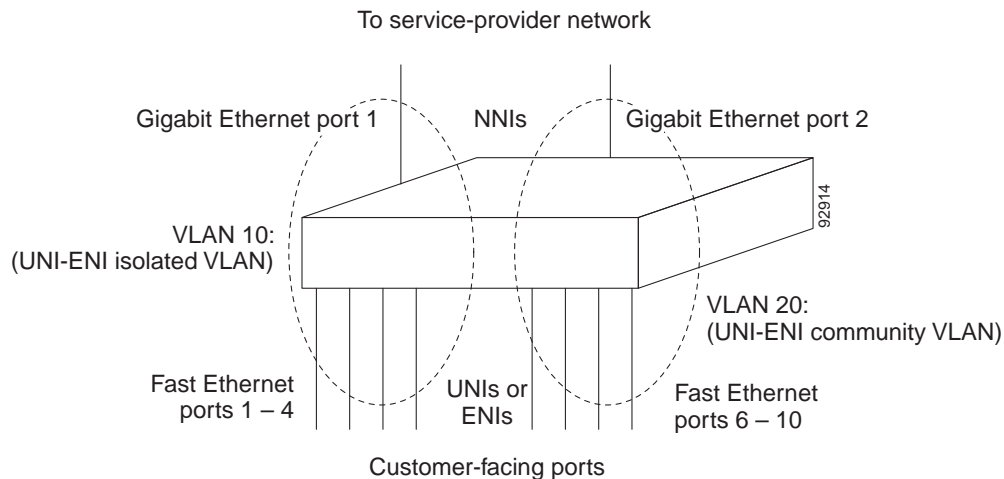 To service-provider network
Gigabit Ethernet port 1
NNIs
Gigabit Ethernet port 2
92914
VLAN 10:
(UNI-ENI isolated VLAN)
VLAN 20:
(UNI-ENI community VLAN)
Fast Ethernet
ports 1 – 4
UNIs or
ENIs
Fast Ethernet
ports 6 – 10
Customer-facing ports